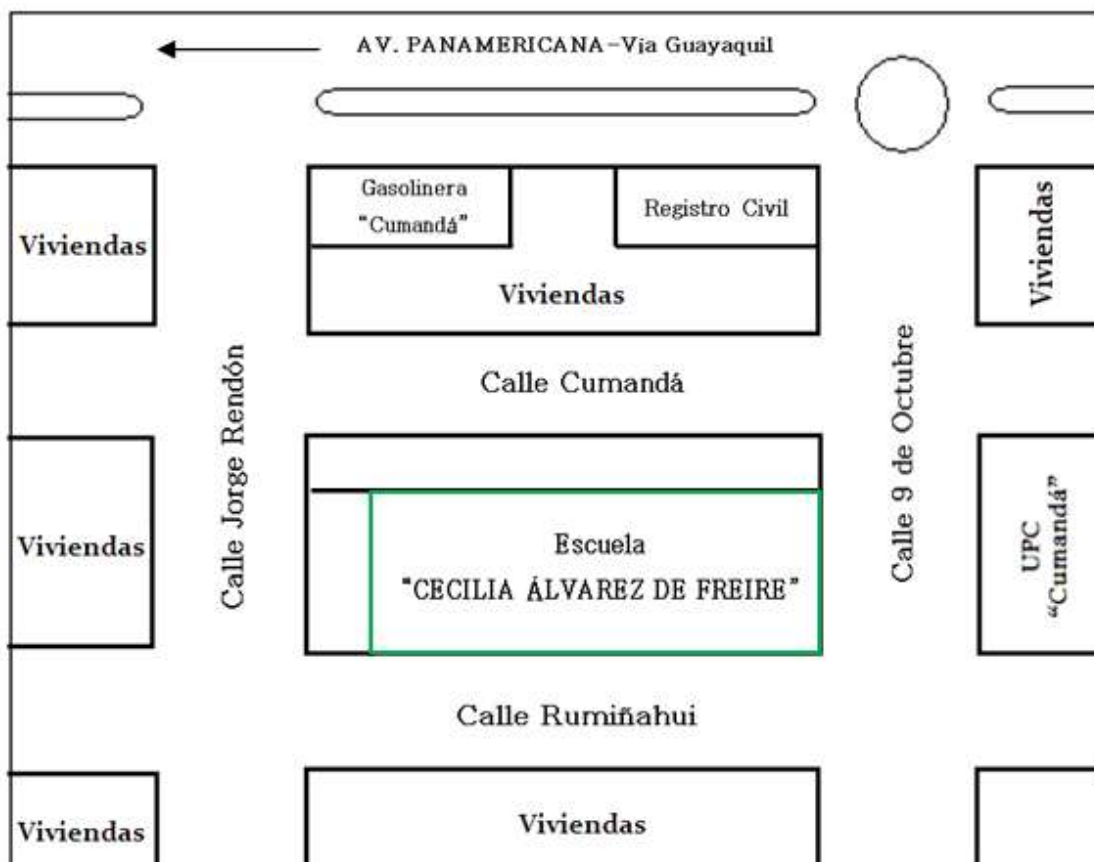 AV. PANAMERICANA-Vía Guayaquil
Gasolinera
"Cumandá"
Registro Civil
Viviendas
Viviendas
Viviendas
Calle Cumandá
Calle Jorge Rendón
Calle 9 de Octubre
Viviendas
Escuela
"CECILIA ÁLVAREZ DE FREIRE"
UPC
"Cumandá"
Calle Rumiñahui
Viviendas
Viviendas